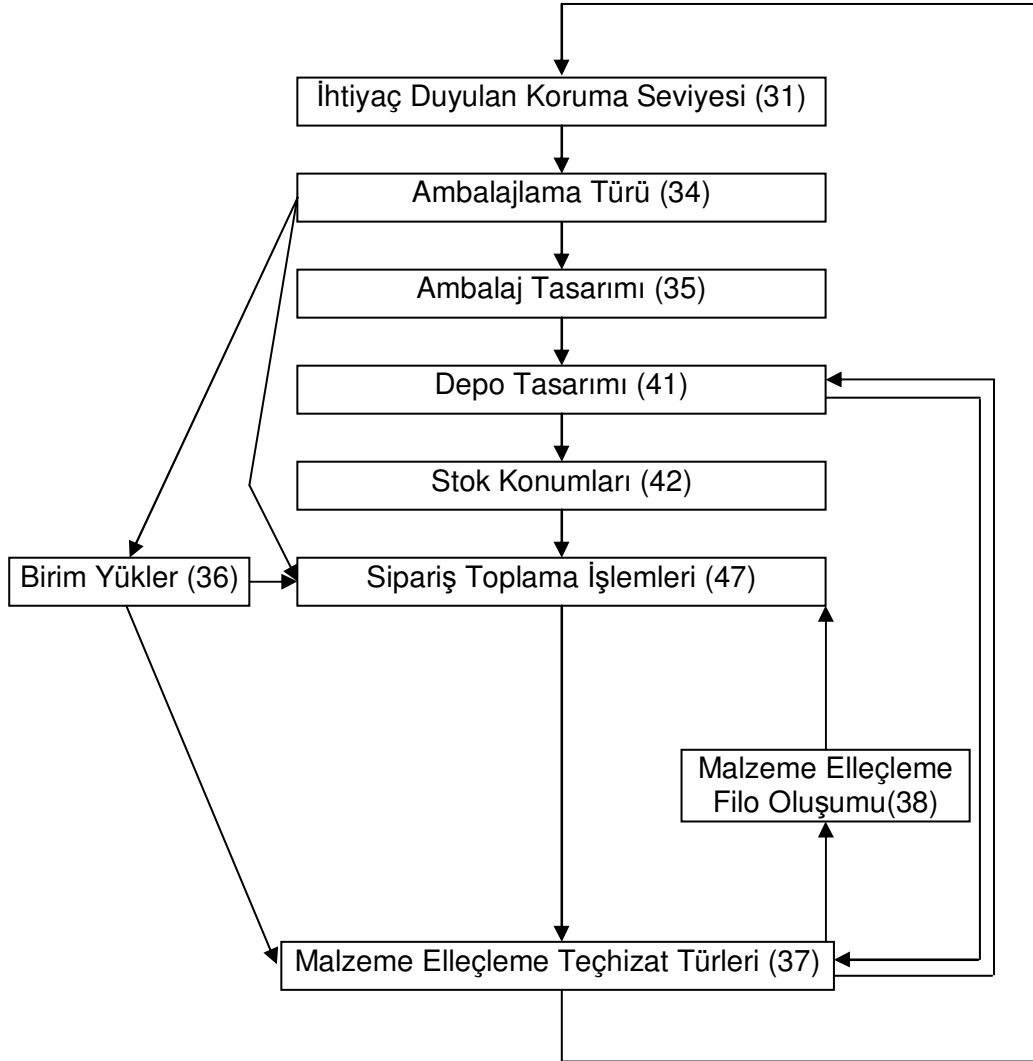 İhtiyaç Duyulan Koruma Seviyesi (31)
Ambalajlama Türü (34)
Ambalaj Tasarımı (35)
Depo Tasarımı (41)
Stok Konumları (42)
Birim Yükler (36)
Sipariş Toplama İşlemleri (47)
Malzeme Elleçleme
Filo Oluşumu(38)
Malzeme Elleçleme Teçhizat Türleri (37)